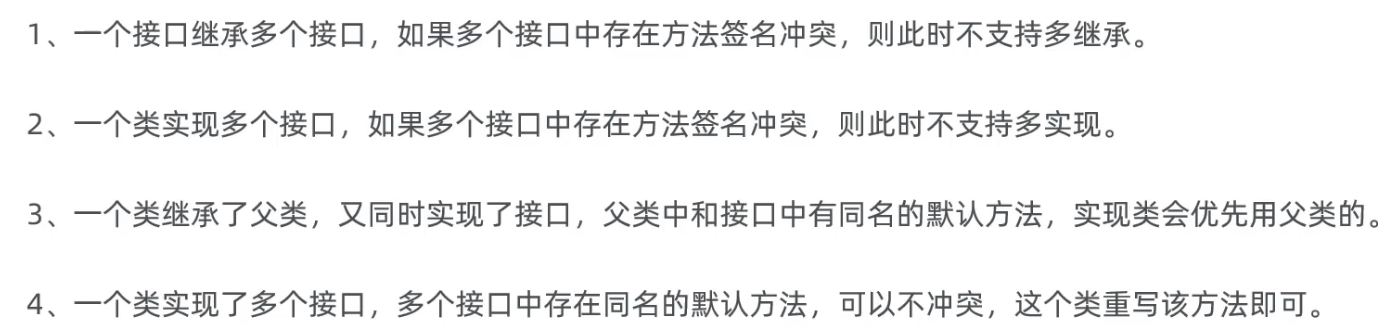 1、一个接口继承多个接口，如果多个接口中存在方法签名冲突，则此时不支持多继承。
2、一个类实现多个接口，如果多个接口中存在方法签名冲突，则此时不支持多实现。
3、一个类继承了父类，又同时实现了接口，父类中和接口中有同名的默认方法，实现类会优先用父类的。
4、一个类实现了多个接口，多个接口中存在同名的默认方法，可以不冲突，这个类重写该方法即可。